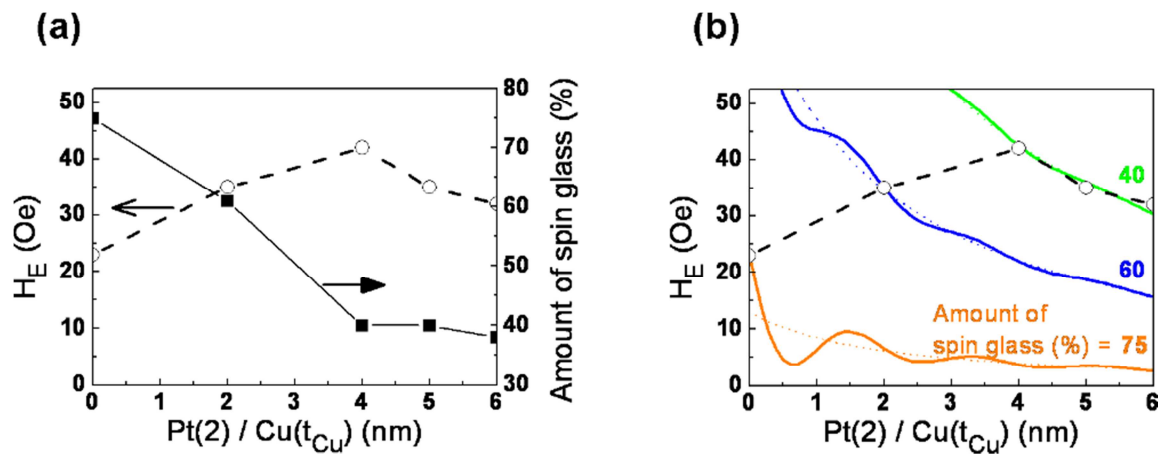 (a)
H_E (Oe)
50
40
30
20
10
0
80
70
60
50
40
30
Amount of spin glass (%)
0 1 2 3 4 5 6
Pt(2) / Cu(t_Cu) (nm)
(b)
H_E (Oe)
50
40
30
20
10
0
40
60
Amount of
spin glass (%) = 75
0 1 2 3 4 5 6
Pt(2) / Cu(t_Cu) (nm)